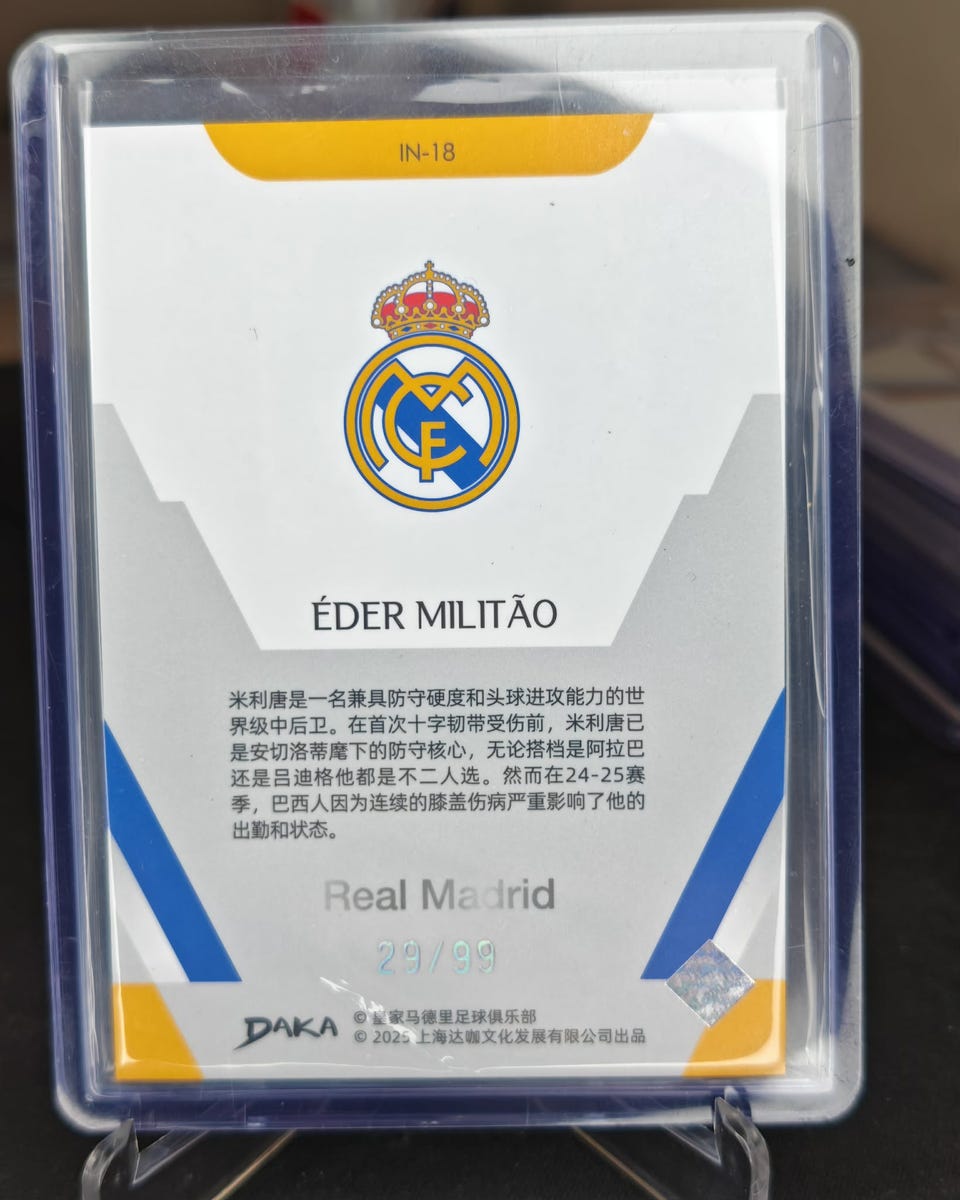 IN-18
ÉDER MILITÃO
米利唐是一名兼具防守硬度和头球进攻能力的世
界级中后卫。在首次十字韧带受伤前，米利唐已
是安切洛蒂麾下的防守核心，无论搭档是阿拉巴
还是吕迪格他都是不二人选。然而在24-25赛
季，巴西人因为连续的膝盖伤病严重影响了他的
出勤和状态。
Real Madrid
29/99
DAKA
© 皇家马德里足球俱乐部
© 2025 上海达咖文化发展有限公司出品